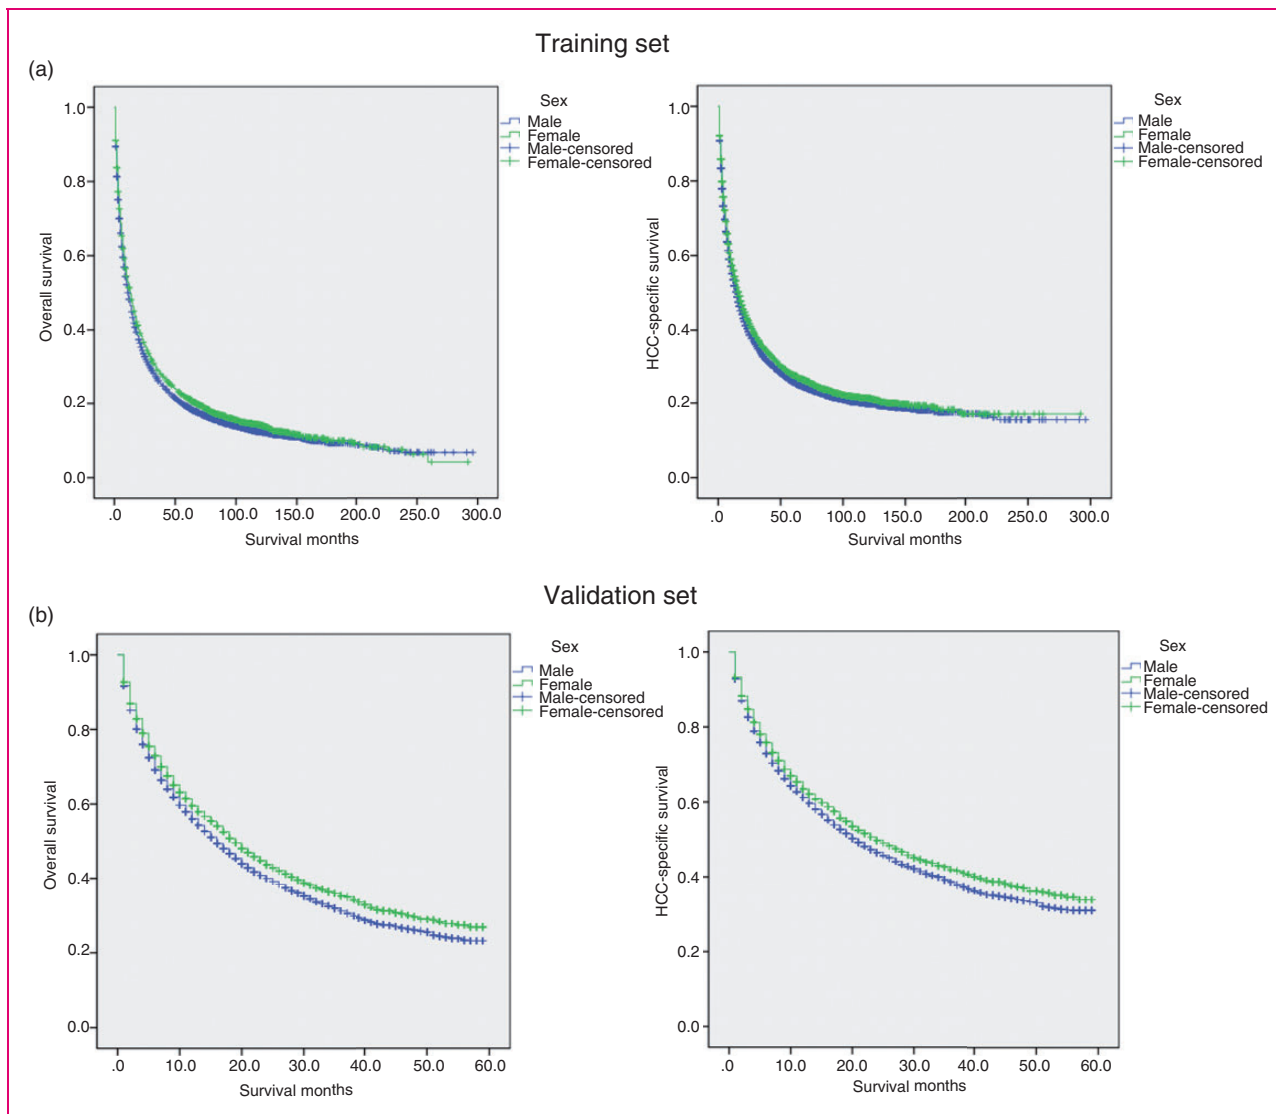 Training set
(a)
Sex
Male
Female
Male-censored
Female-censored
1.0
0.8
0.6
0.4
0.2
0.0
Overall survival
.0 50.0 100.0 150.0 200.0 250.0 300.0
Survival months
Sex
Male
Female
Male-censored
Female-censored
1.0
0.8
0.6
0.4
0.2
0.0
HCC-specific survival
.0 50.0 100.0 150.0 200.0 250.0 300.0
Survival months
Validation set
(b)
Sex
Male
Female
Male-censored
Female-censored
1.0
0.8
0.6
0.4
0.2
0.0
Overall survival
.0 10.0 20.0 30.0 40.0 50.0 60.0
Survival months
Sex
Male
Female
Male-censored
Female-censored
1.0
0.8
0.6
0.4
0.2
0.0
HCC-specific survival
.0 10.0 20.0 30.0 40.0 50.0 60.0
Survival months